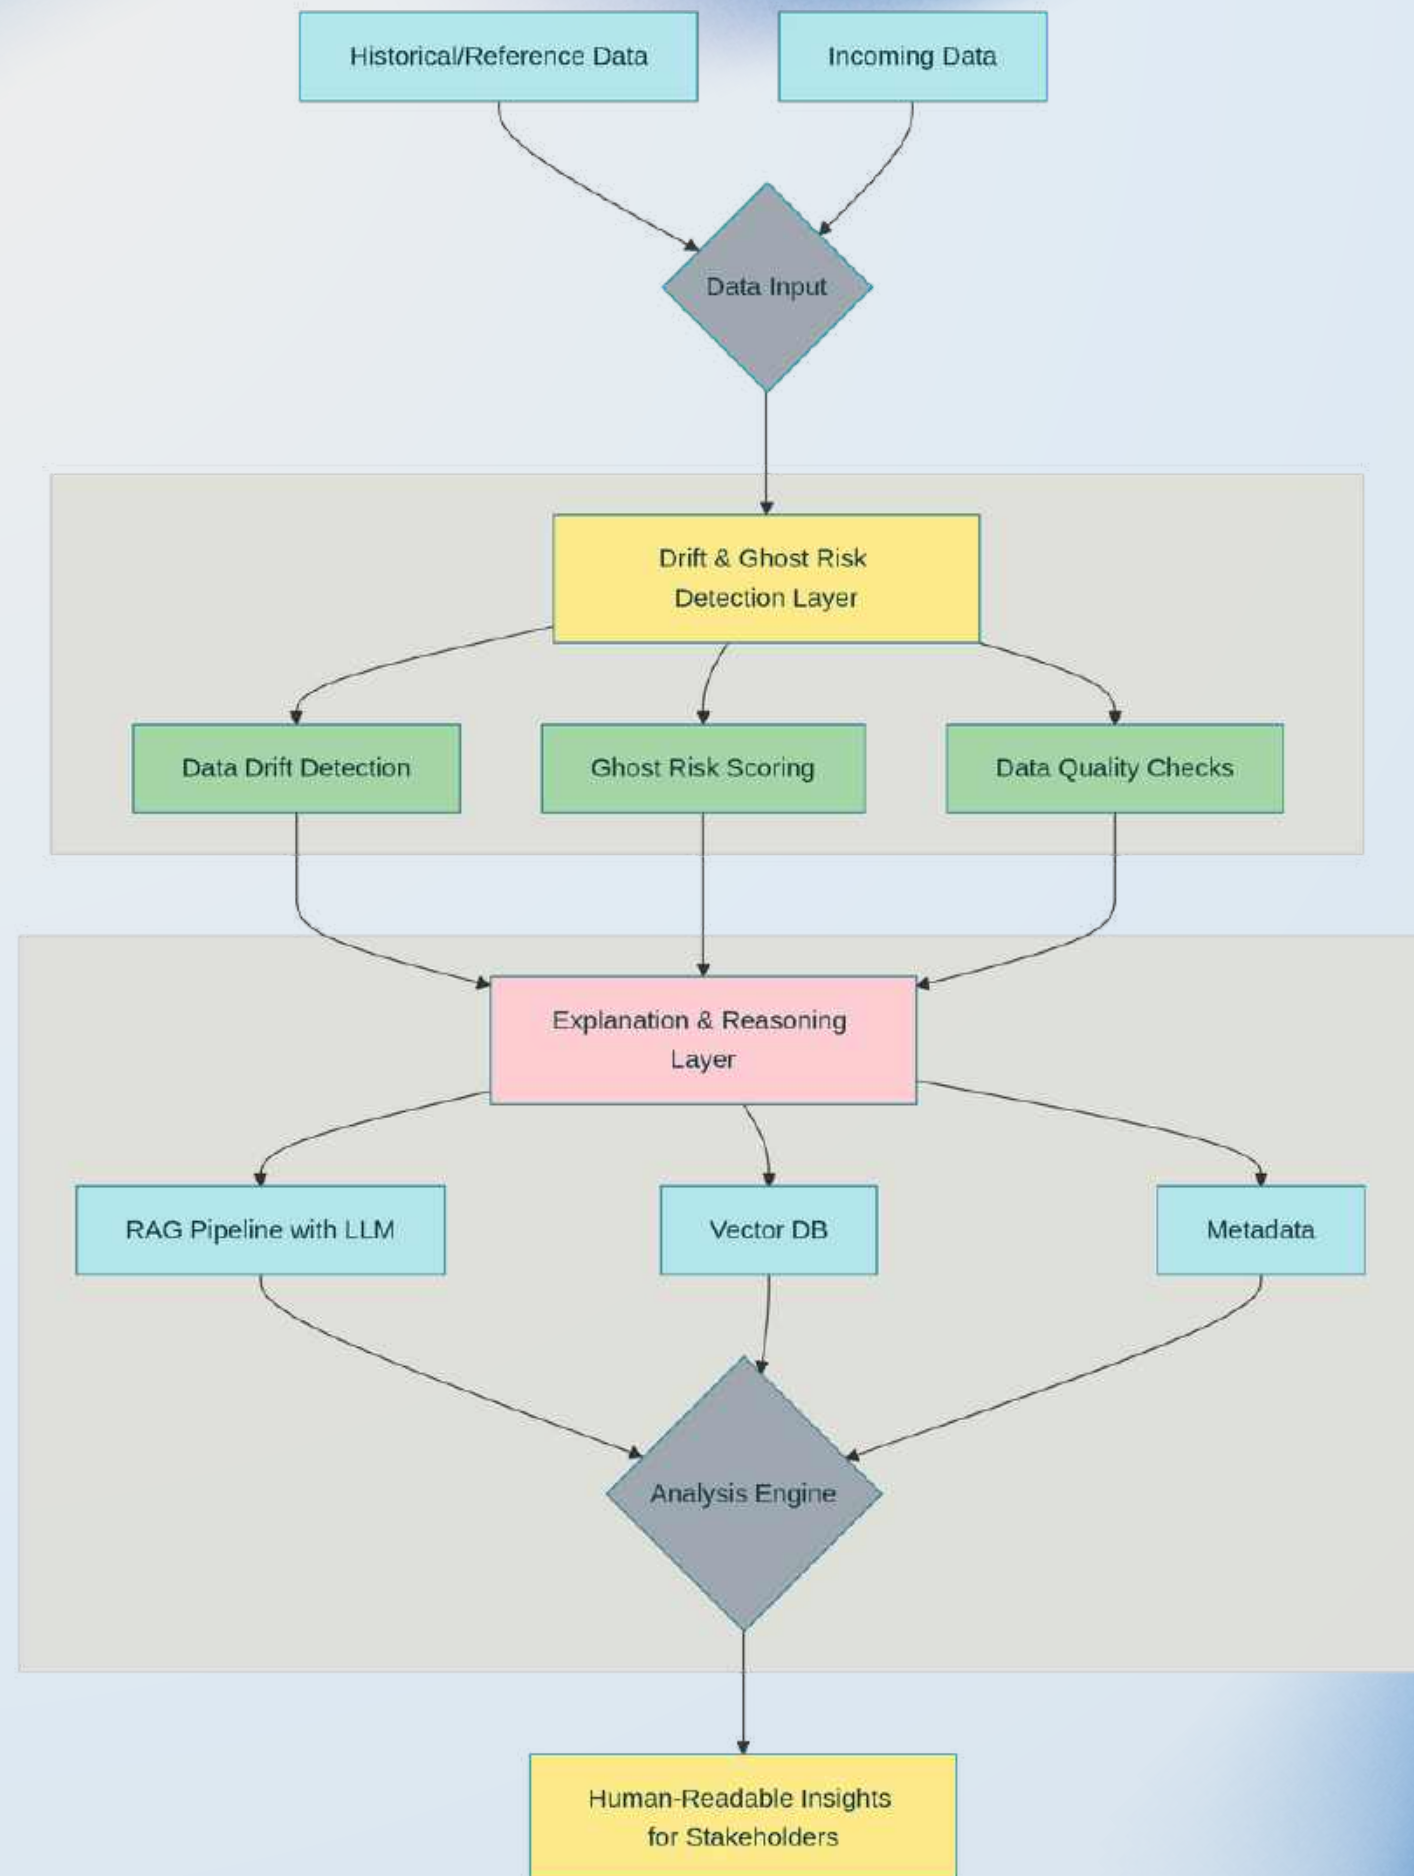 Historical/Reference Data
Incoming Data
Data Input
Drift & Ghost Risk
Detection Layer
Data Drift Detection
Ghost Risk Scoring
Data Quality Checks
Explanation & Reasoning
Layer
RAG Pipeline with LLM
Vector DB
Metadata
Analysis Engine
Human-Readable Insights
for Stakeholders